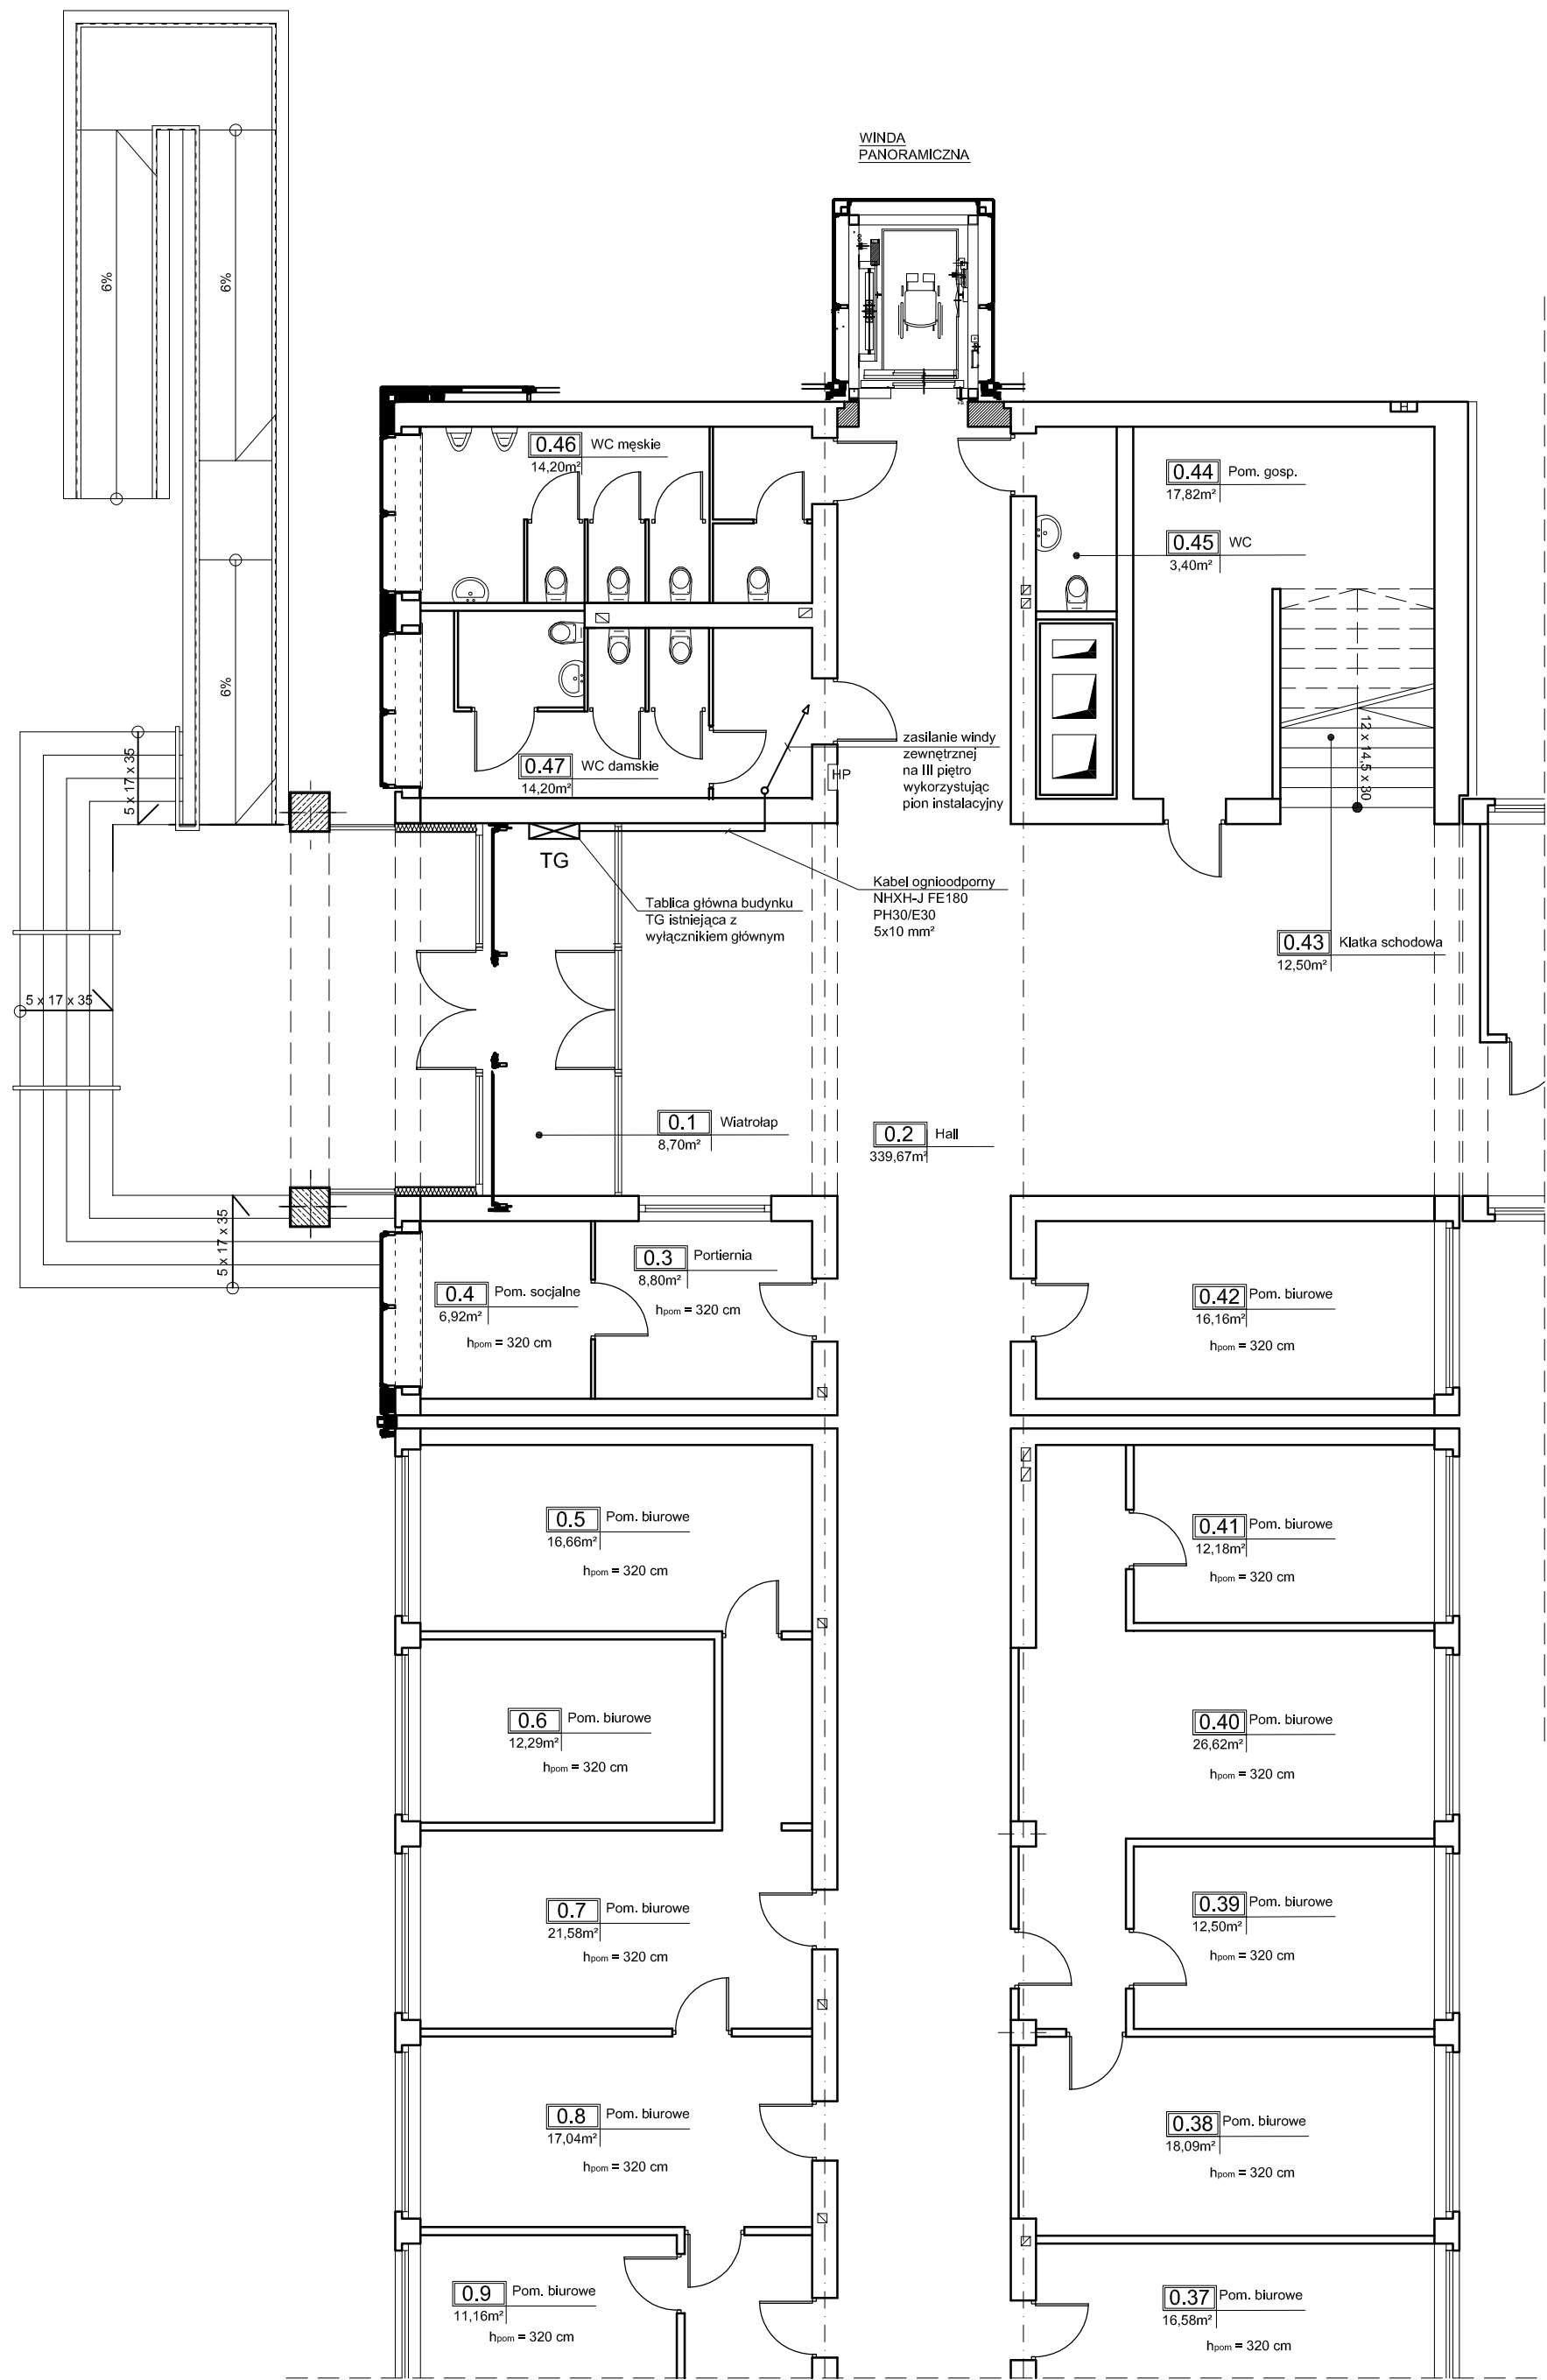 WINDA
PANORAMICZNA
6%
6%
6%
0.46 WC męskie
14,20m²
0.44 Pom. gosp.
17,82m²
0.45 WC
3,40m²
0.47 WC damskie
14,20m²
zasilanie windy
zewnętrznej
na III piętro
wykorzystując
pion instalacyjny
HP
12 x 14,5 x 30
5 x 17 x 35
TG
Tablica główna budynku
TG istniejąca z
wyłącznikiem głównym
Kabel ognioodporny
NHXH-J FE180
PH30/E30
5x10 mm²
0.43 Klatka schodowa
12,50m²
5 x 17 x 35
0.1 Wiatrołap
8,70m²
0.2 Hall
339,67m²
5 x 17 x 35
0.3 Portiernia
8,80m²
hpom = 320 cm
0.4 Pom. socjalne
6,92m²
hpom = 320 cm
0.42 Pom. biurowe
16,16m²
hpom = 320 cm
0.5 Pom. biurowe
16,66m²
hpom = 320 cm
0.41 Pom. biurowe
12,18m²
hpom = 320 cm
0.6 Pom. biurowe
12,29m²
hpom = 320 cm
0.40 Pom. biurowe
26,62m²
hpom = 320 cm
0.7 Pom. biurowe
21,58m²
hpom = 320 cm
0.39 Pom. biurowe
12,50m²
hpom = 320 cm
0.8 Pom. biurowe
17,04m²
hpom = 320 cm
0.38 Pom. biurowe
18,09m²
hpom = 320 cm
0.9 Pom. biurowe
11,16m²
hpom = 320 cm
0.37 Pom. biurowe
16,58m²
hpom = 320 cm